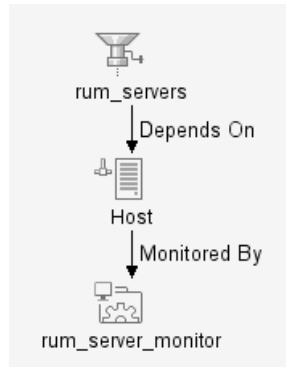 rum_servers
Depends On
Host
Monitored By
rum_server_monitor